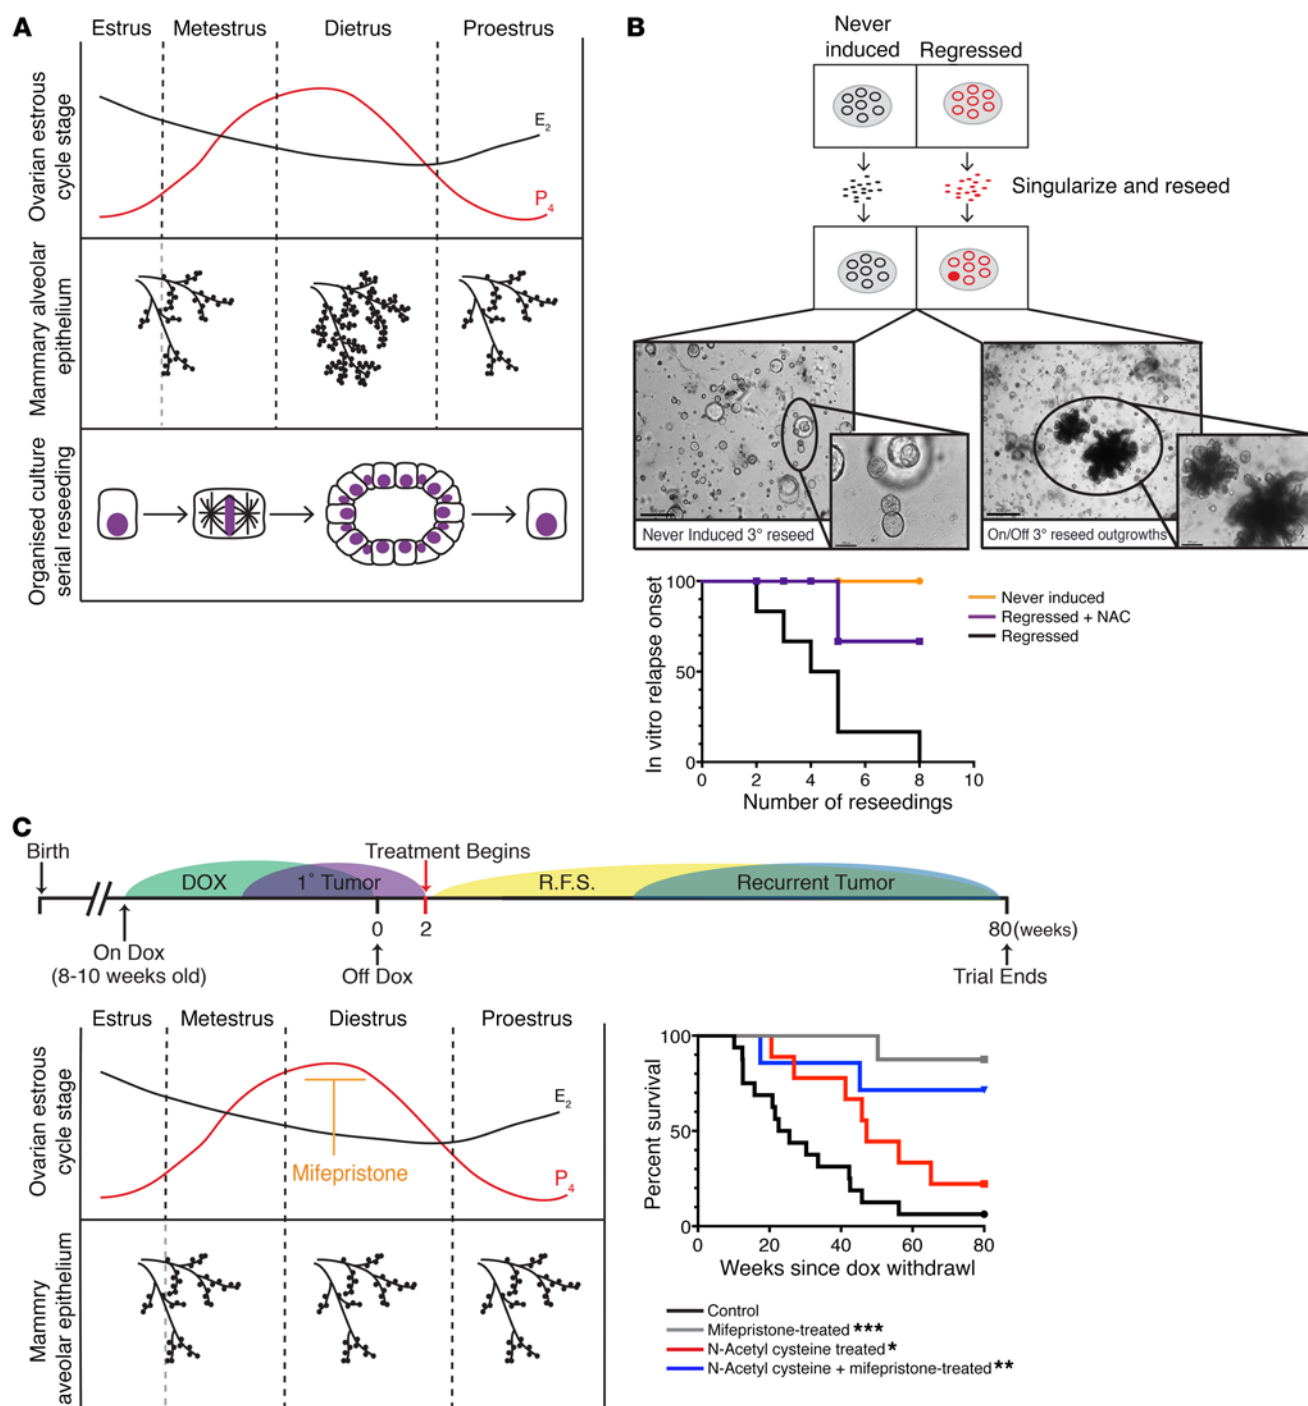 A
Estrus Metestrus Dietrus Proestrus
Ovarian estrous
cycle stage
E2
P4
Mammary alveolar
epithelium
Organised culture
serial reseeding
B
Never
induced
Regressed
Singularize and reseed
Never Induced 3° reseed
On/Off 3° reseed outgrowths
In vitro relapse onset
100
50
0
0 2 4 6 8 10
Number of reseedings
Never induced
Regressed + NAC
Regressed
C
Birth
Treatment Begins
DOX
1° Tumor
R.F.S.
Recurrent Tumor
0
2
80(weeks)
On Dox
(8-10 weeks old)
Off Dox
Trial Ends
Estrus Metestrus Diestrus Proestrus
Ovarian estrous
cycle stage
E2
Mifepristone
P4
Mammry
aveolar epithelium
Percent survival
100
50
0
0 20 40 60 80
Weeks since dox withdrawl
Control
Mifepristone-treated ***
N-Acetyl cysteine treated *
N-Acetyl cysteine + mifepristone-treated **